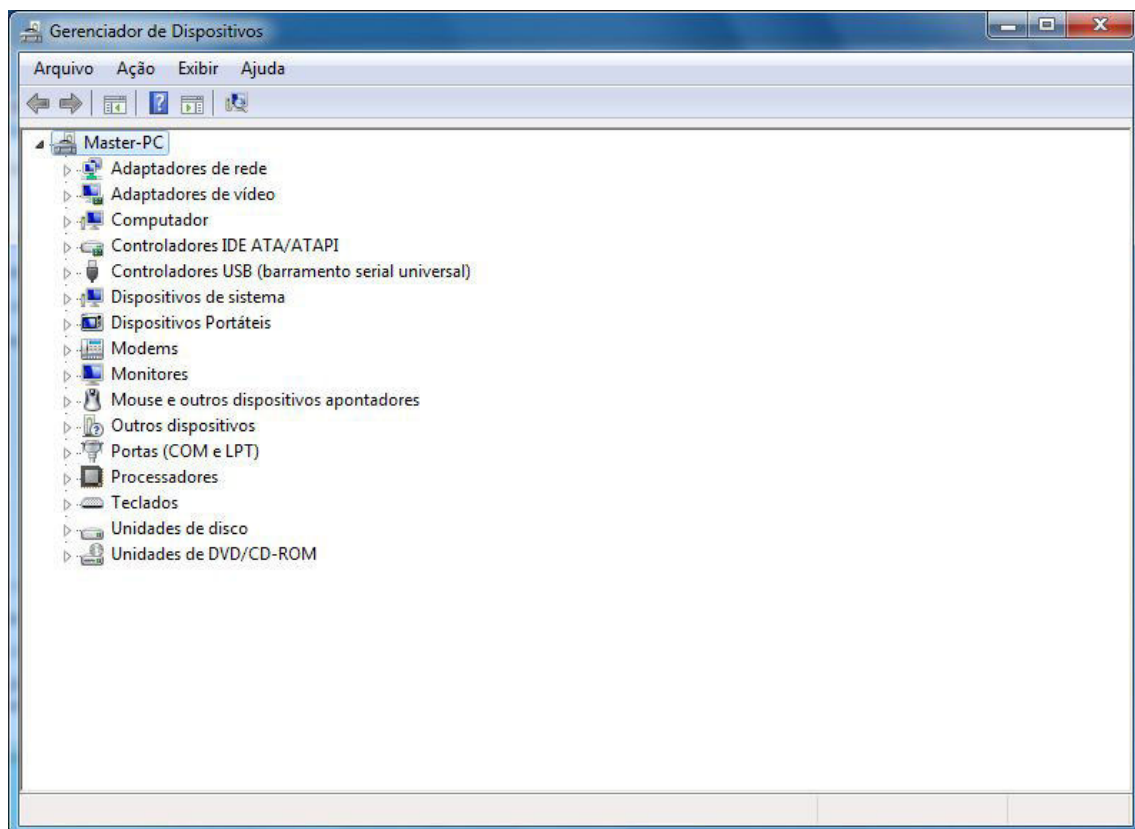 Gerenciador de Dispositivos
Arquivo Ação Exibir Ajuda
Master-PC
Adaptadores de rede
Adaptadores de vídeo
Computador
Controladores IDE ATA/ATAPI
Controladores USB (barramento serial universal)
Dispositivos de sistema
Dispositivos Portáteis
Modems
Monitores
Mouse e outros dispositivos apontadores
Outros dispositivos
Portas (COM e LPT)
Processadores
Teclados
Unidades de disco
Unidades de DVD/CD-ROM